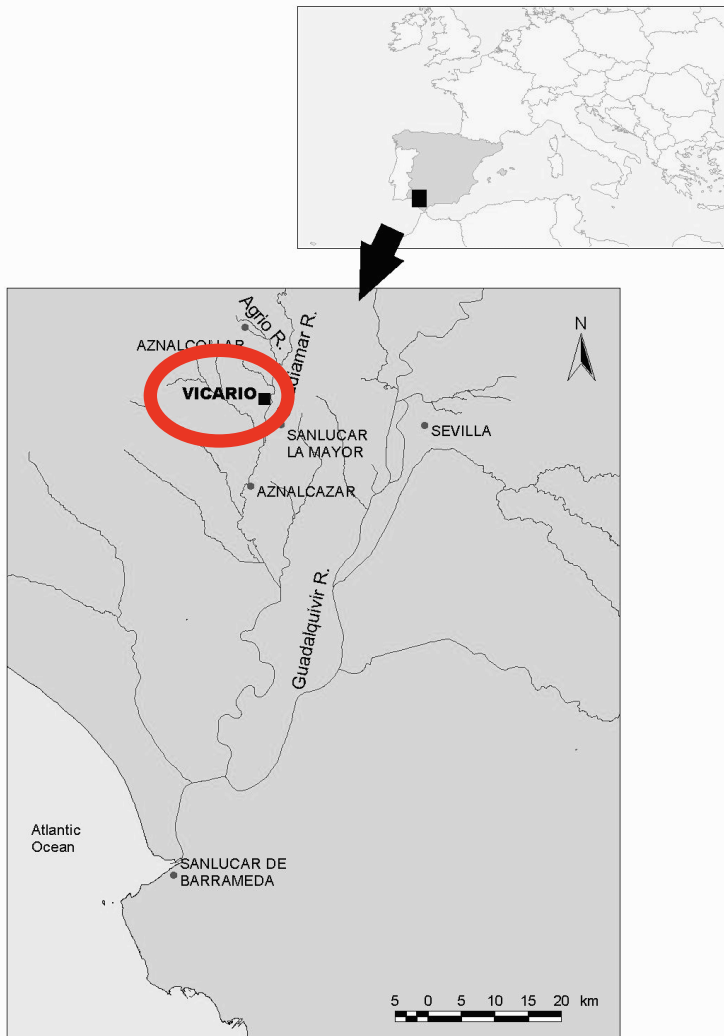 Agrio R.
AZNALCOLLAR
diamar R.
N
VICARIO
SANLUCAR
LA MAYOR
SEVILLA
AZNALCAZAR
Guadalquivir R.
Atlantic
Ocean
SANLUCAR DE
BARRAMEDA
5 0 5 10 15 20 km